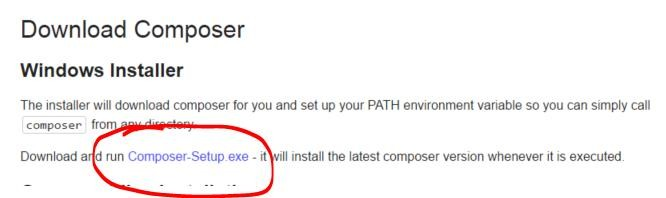 Download Composer
Windows Installer
The installer will download composer for you and set up your PATH environment variable so you can simply call
composer from any directory.
Download and run Composer-Setup.exe - it will install the latest composer version whenever it is executed.